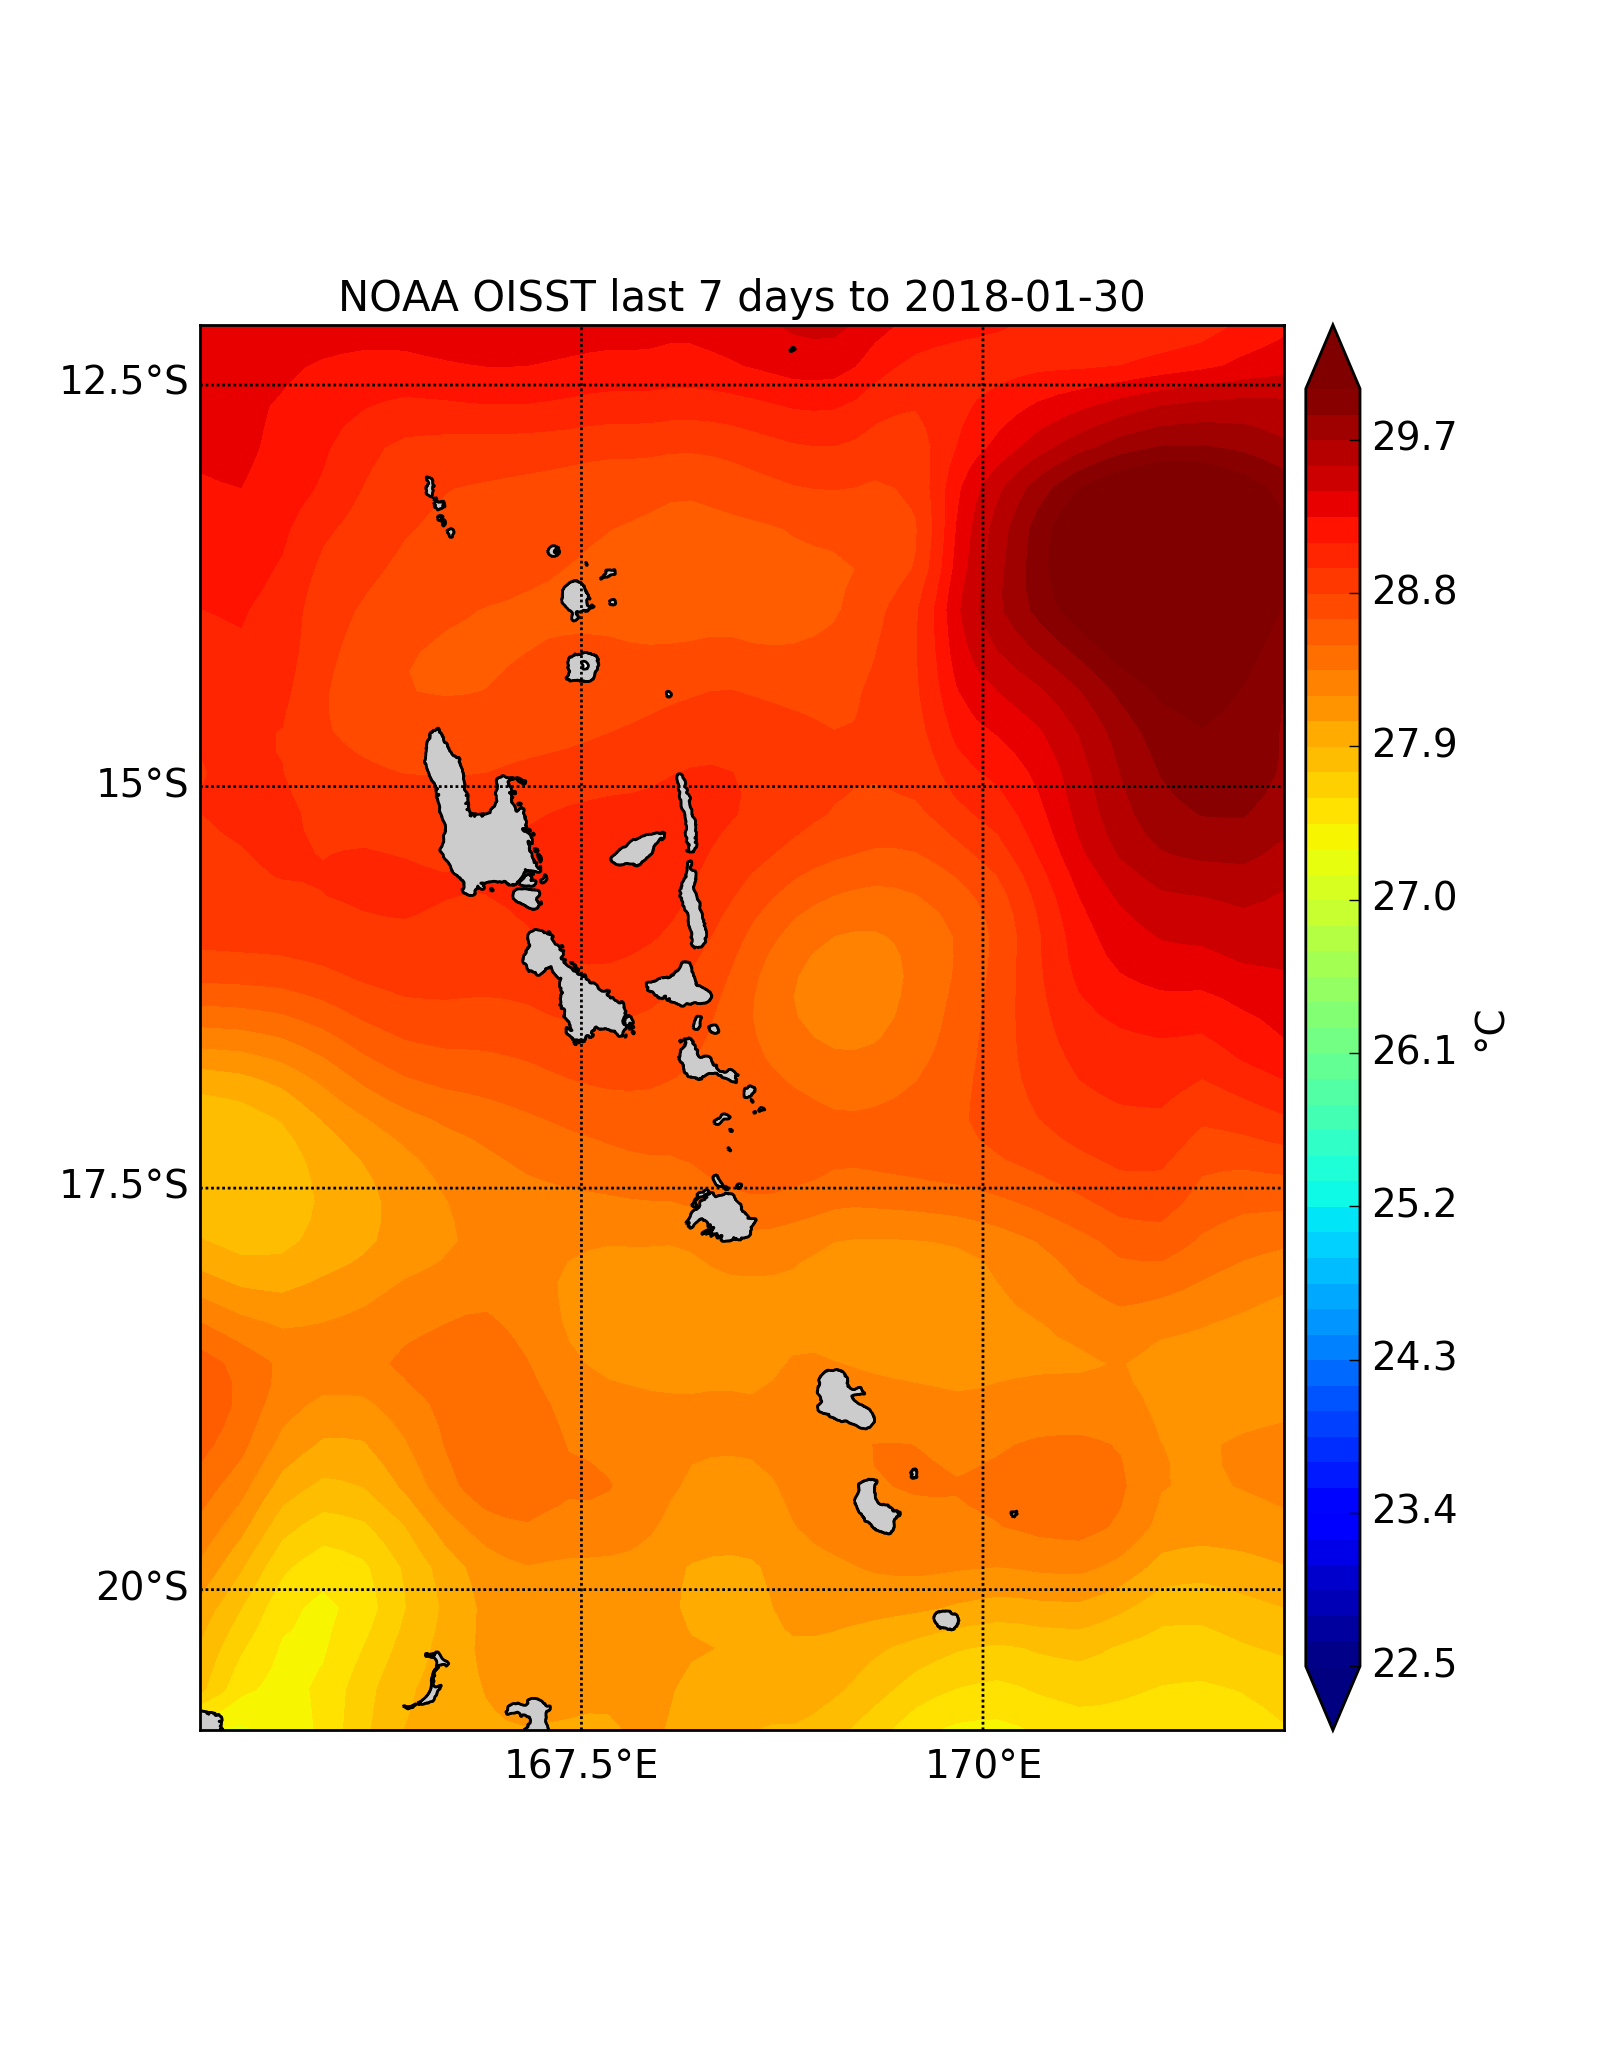 NOAA OISST last 7 days to 2018-01-30
12.5°S
15°S
17.5°S
20°S
167.5°E
170°E
29.7
28.8
27.9
27.0
26.1
25.2
24.3
23.4
22.5
°C